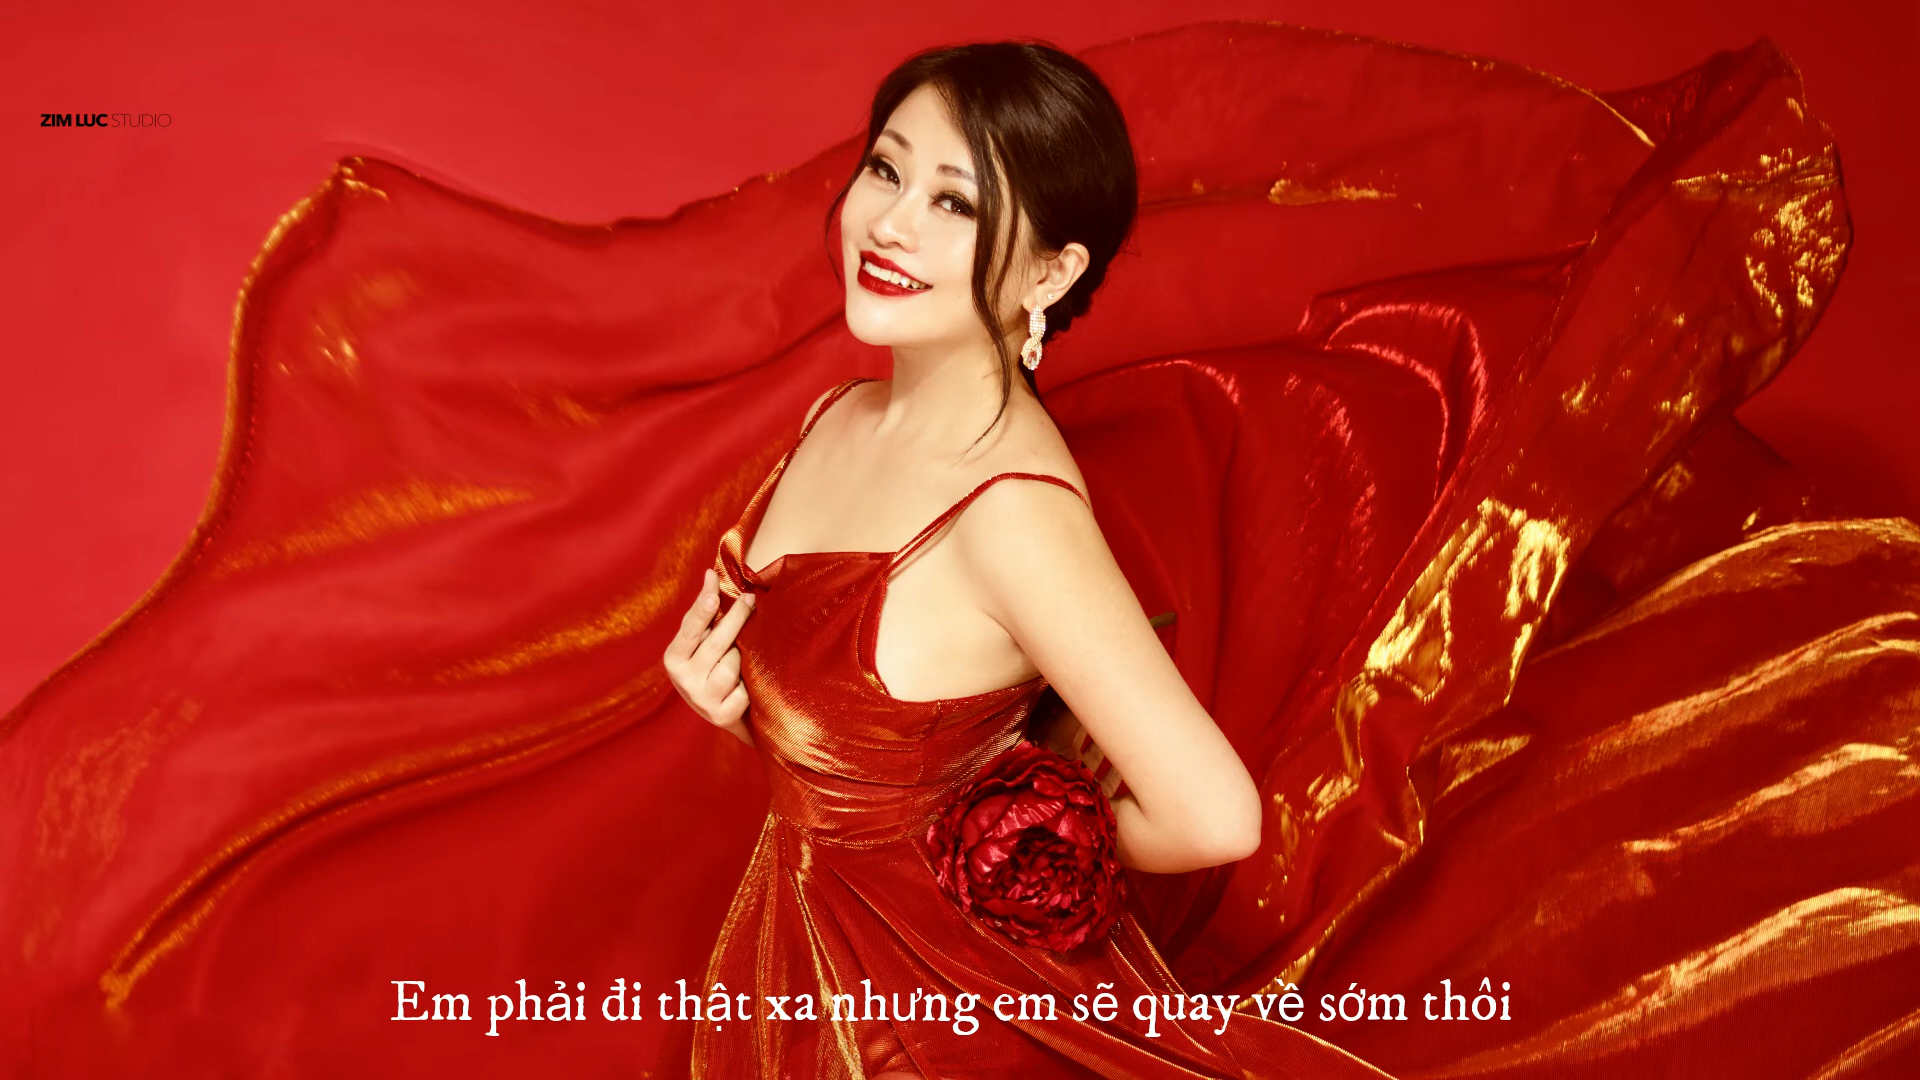 ZIM LUC STUDIO
Em phải đi thật xa nhưng em sẽ quay về sớm thôi